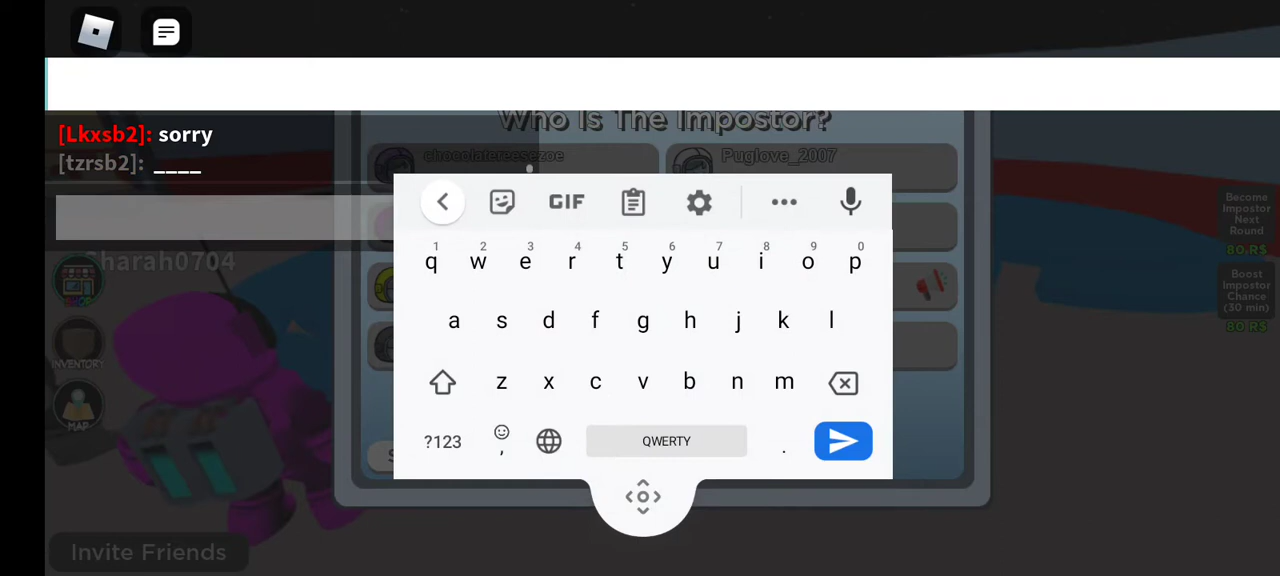 Who Is The Impostor?
[Lkxsb2]: sorry
[tzrsb2]: ____
chocolatereesezoe
Puglove_2007
Sharah0704
SHOP
INVENTORY
MAP
Invite Friends
Become
Impostor
Next
Round
80 R$
Boost
Impostor
Chance
(30 min)
80 R$
GIF
1 2 3 4 5 6 7 8 9 0
q w e r t y u i o p
a s d f g h j k l
z x c v b n m
?123 , QWERTY .